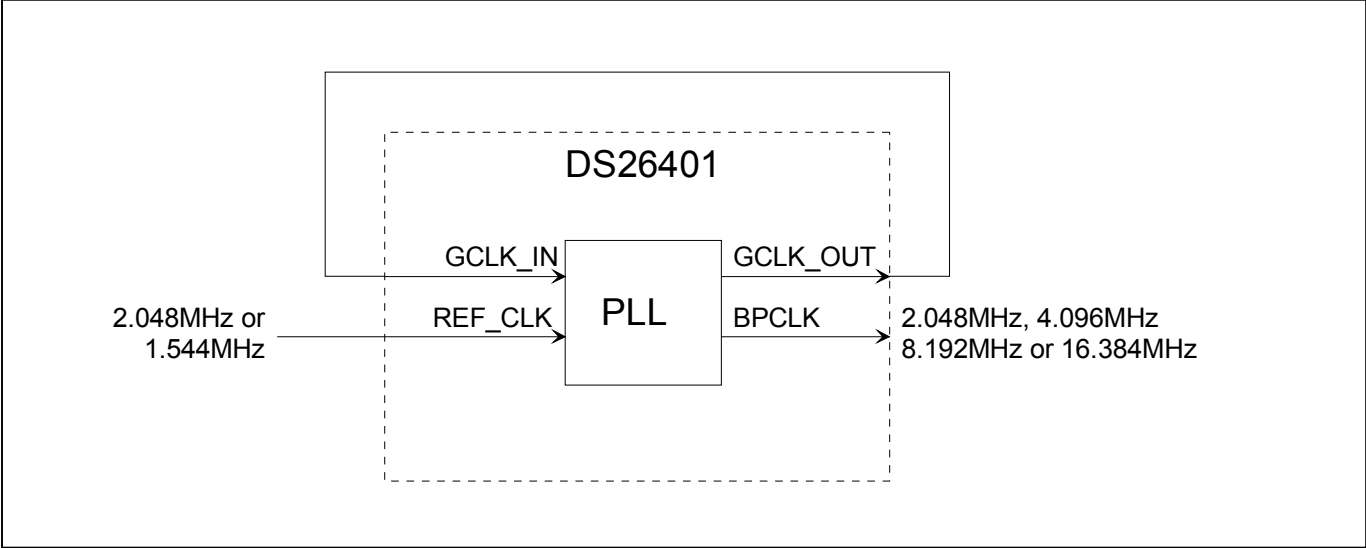 DS26401
GCLK_IN
GCLK_OUT
2.048MHz or
1.544MHz
REF_CLK
PLL
BPCLK
2.048MHz, 4.096MHz
8.192MHz or 16.384MHz